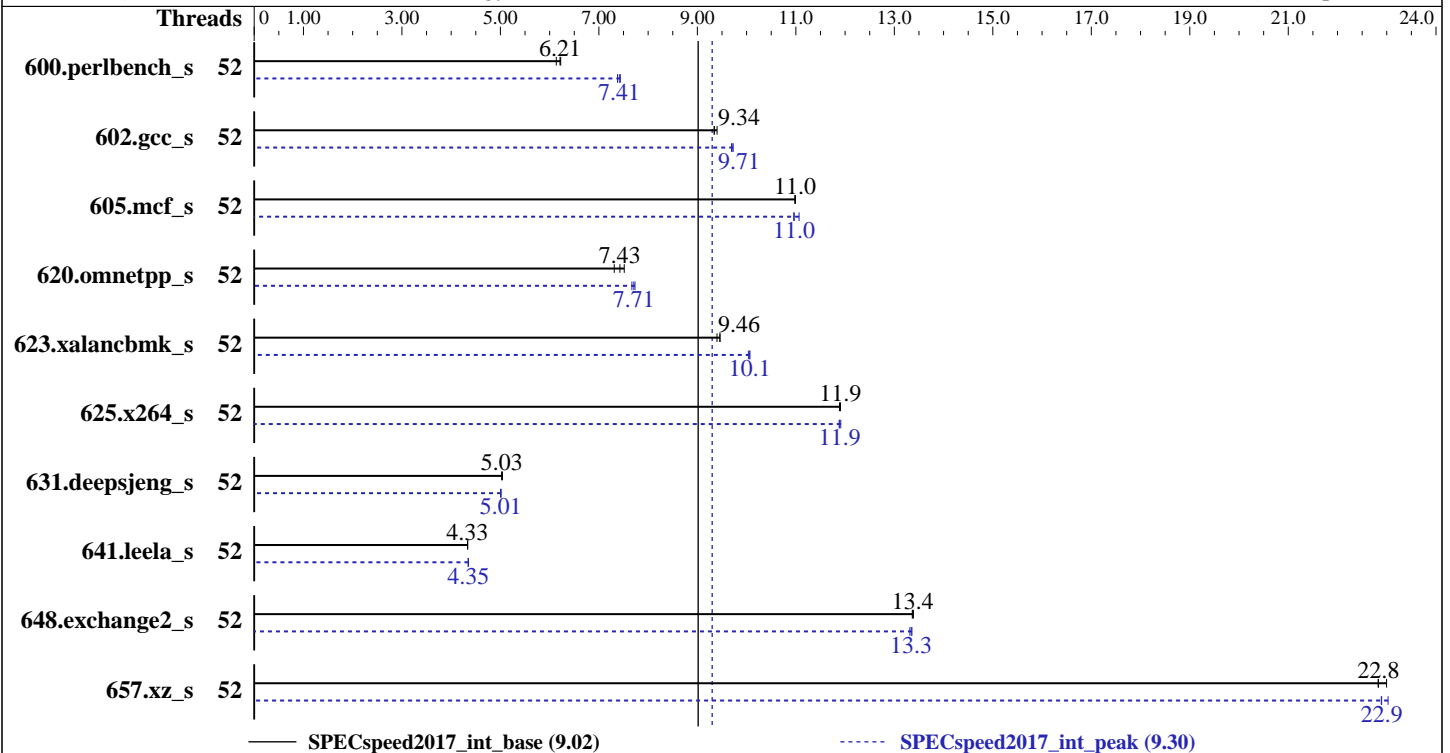 Threads 0 1.00 3.00 5.00 7.00 9.00 11.0 13.0 15.0 17.0 19.0 21.0 24.0
600.perlbench_s 52 6.21
7.41
602.gcc_s 52 9.34
9.71
605.mcf_s 52 11.0
11.0
620.omnetpp_s 52 7.43
7.71
623.xalancbmk_s 52 9.46
10.1
625.x264_s 52 11.9
11.9
631.deepsjeng_s 52 5.03
5.01
641.leela_s 52 4.33
4.35
648.exchange2_s 52 13.4
13.3
657.xz_s 52 22.8
22.9
SPECspeed2017_int_base (9.02) SPECspeed2017_int_peak (9.30)